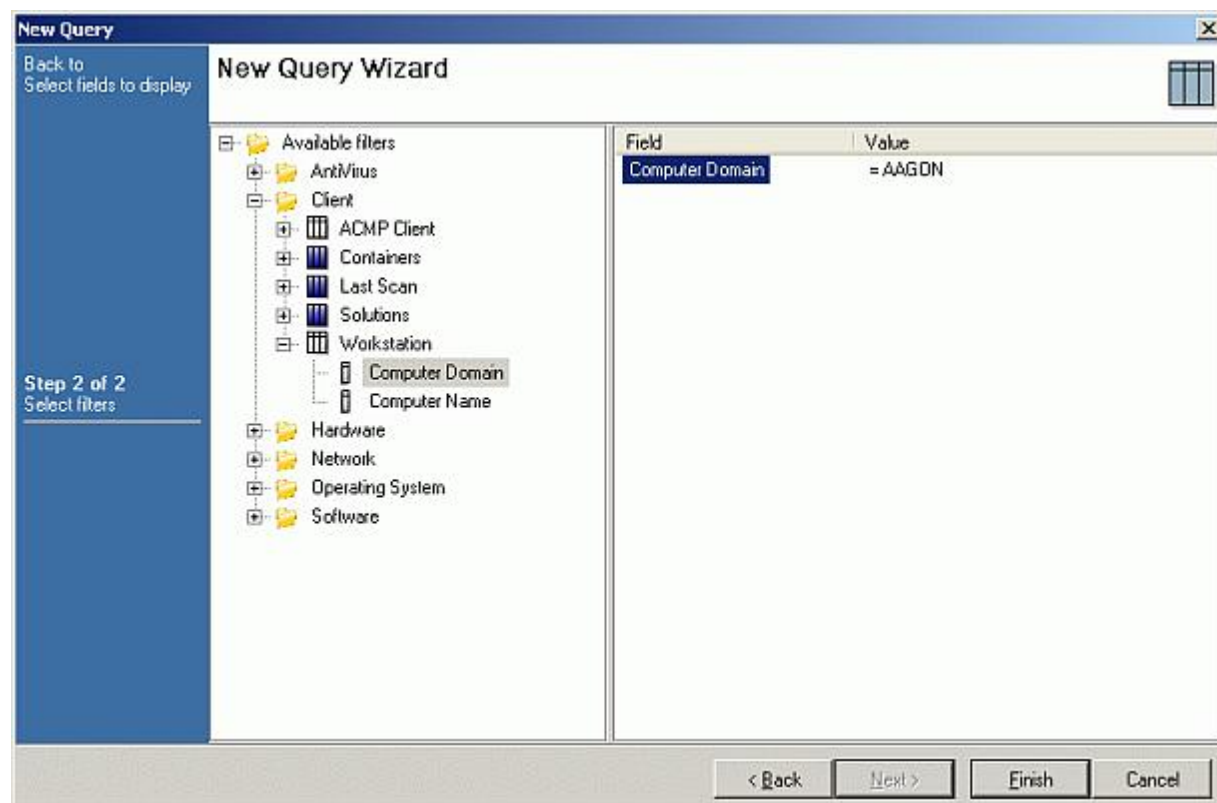 New Query
Back to
Select fields to display
New Query Wizard
Step 2 of 2
Select filters
Available filters
AntiVirus
Client
ACMP Client
Containers
Last Scan
Solutions
Workstation
Computer Domain
Computer Name
Hardware
Network
Operating System
Software
Field Value
Computer Domain = AAGON
< Back Next > Finish Cancel